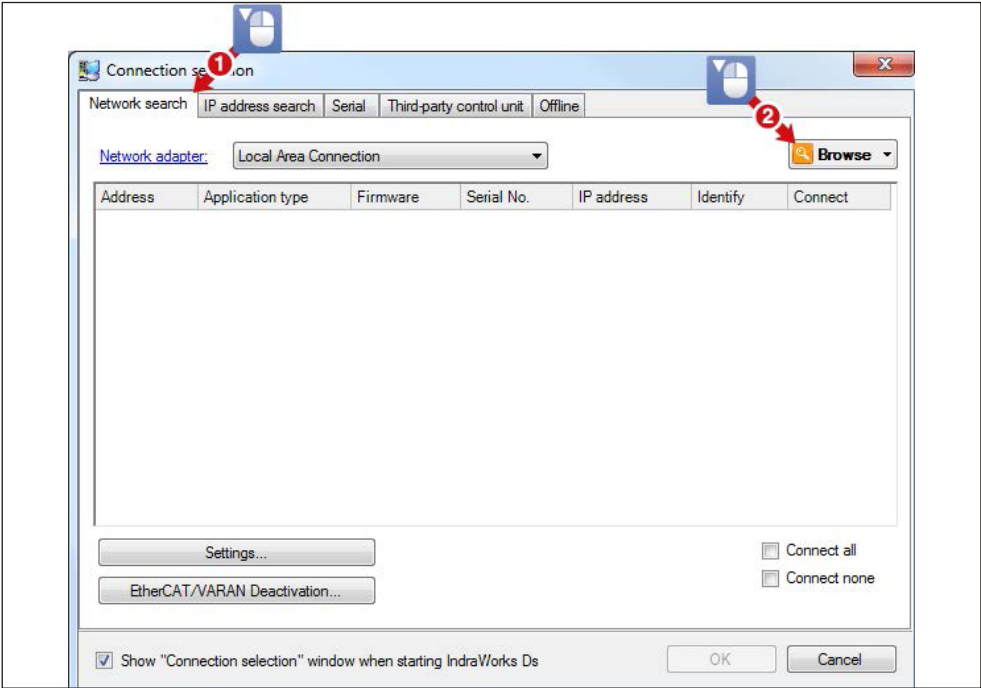 1
Connection se on
2
Network search IP address search Serial Third-party control unit Offline
Network adapter: Local Area Connection Browse
Address Application type Firmware Serial No. IP address Identify Connect
Settings... Connect all
EtherCAT/VARAN Deactivation... Connect none
Show "Connection selection" window when starting IndraWorks Ds OK Cancel